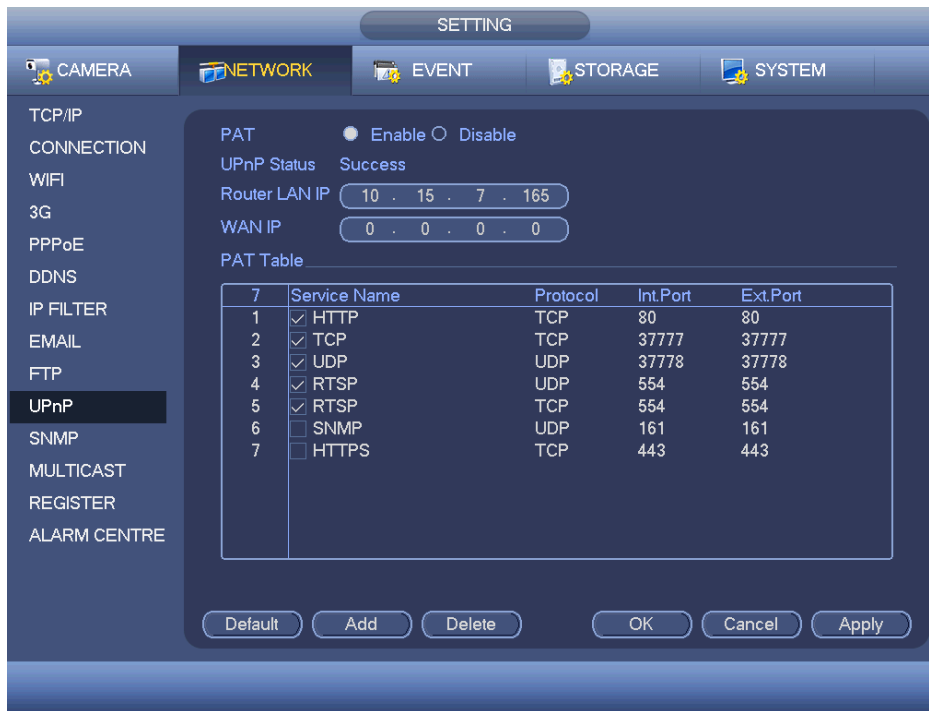 SETTING
CAMERA NETWORK EVENT STORAGE SYSTEM
TCP/IP
CONNECTION
WIFI
3G
PPPoE
DDNS
IP FILTER
EMAIL
FTP
UPnP
SNMP
MULTICAST
REGISTER
ALARM CENTRE
PAT Enable Disable
UPnP Status Success
Router LAN IP 10 . 15 . 7 . 165
WAN IP 0 . 0 . 0 . 0
PAT Table
7 Service Name Protocol Int.Port Ext.Port
1 HTTP TCP 80 80
2 TCP TCP 37777 37777
3 UDP UDP 37778 37778
4 RTSP UDP 554 554
5 RTSP TCP 554 554
6 SNMP UDP 161 161
7 HTTPS TCP 443 443
Default Add Delete OK Cancel Apply